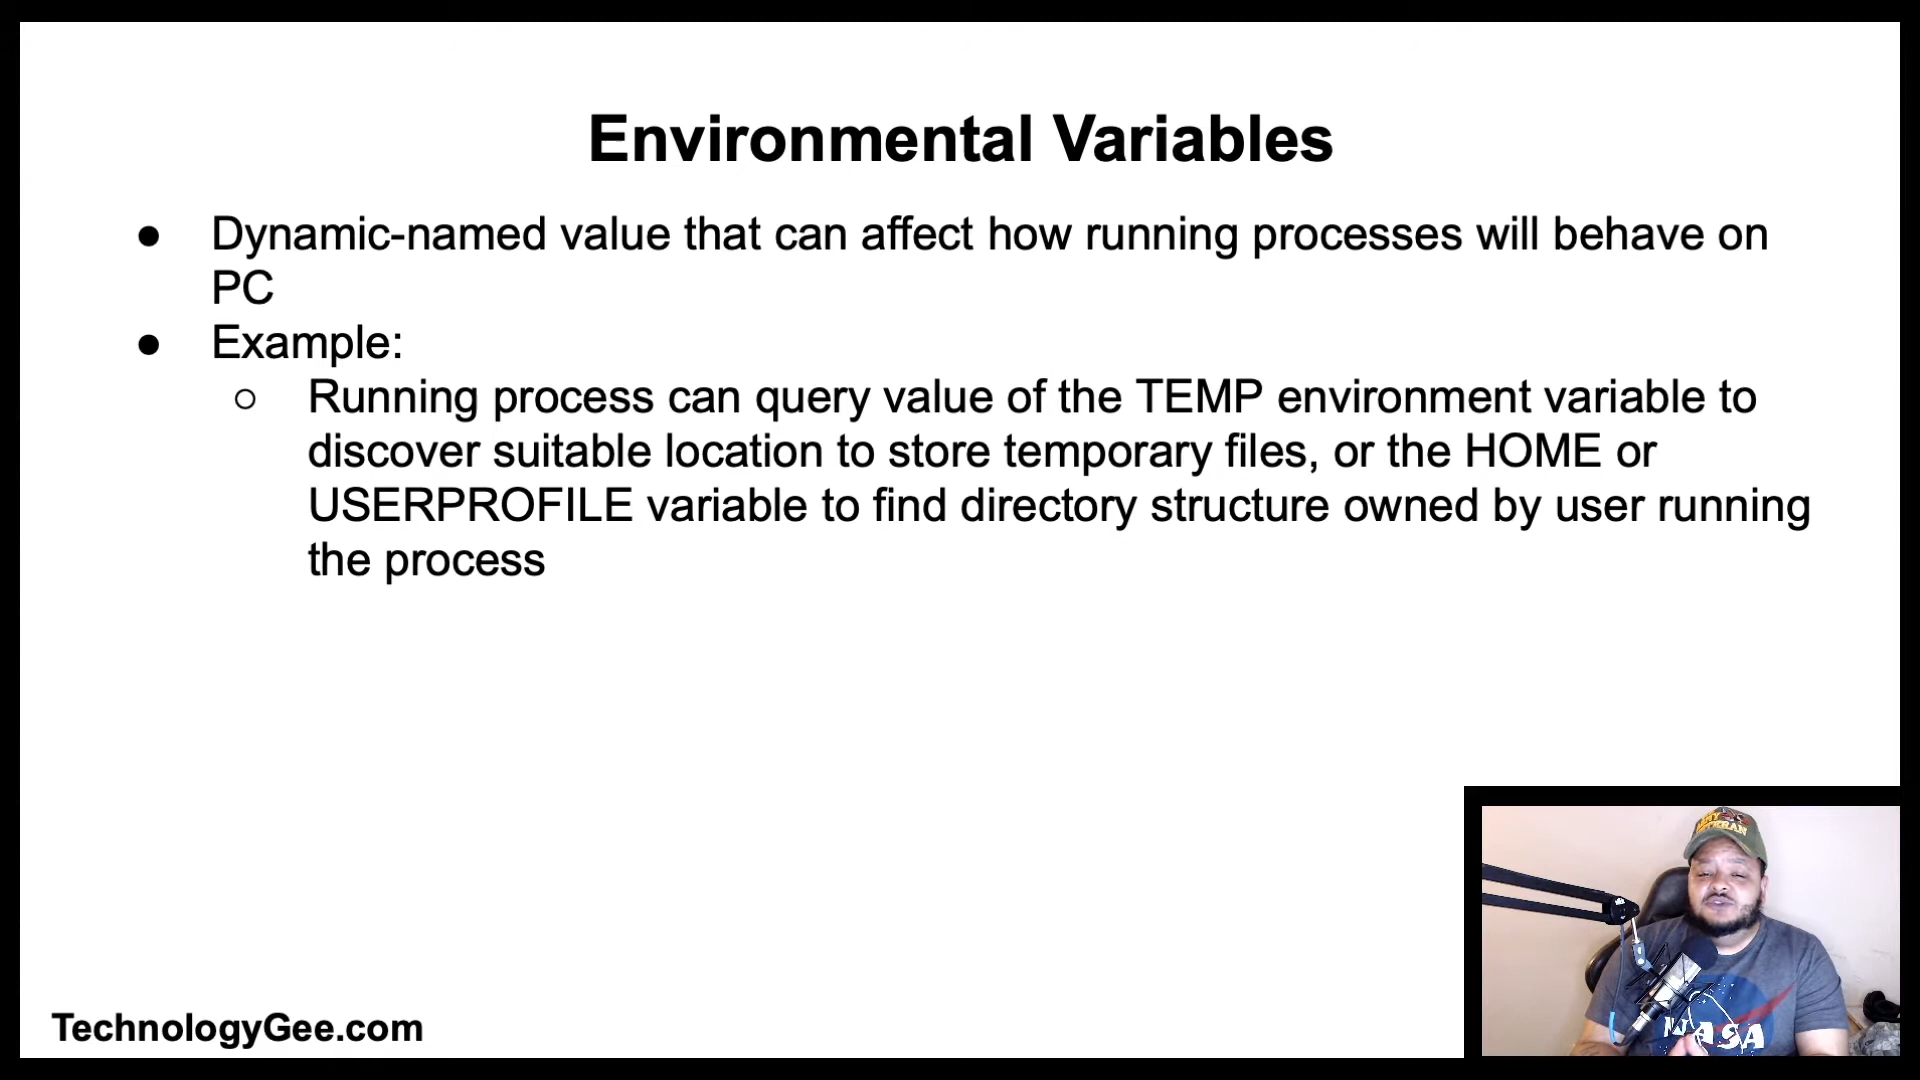 Environmental Variables
● Dynamic-named value that can affect how running processes will behave on
PC
● Example:
○ Running process can query value of the TEMP environment variable to
discover suitable location to store temporary files, or the HOME or
USERPROFILE variable to find directory structure owned by user running
the process
VETERAN
NASA
TechnologyGee.com